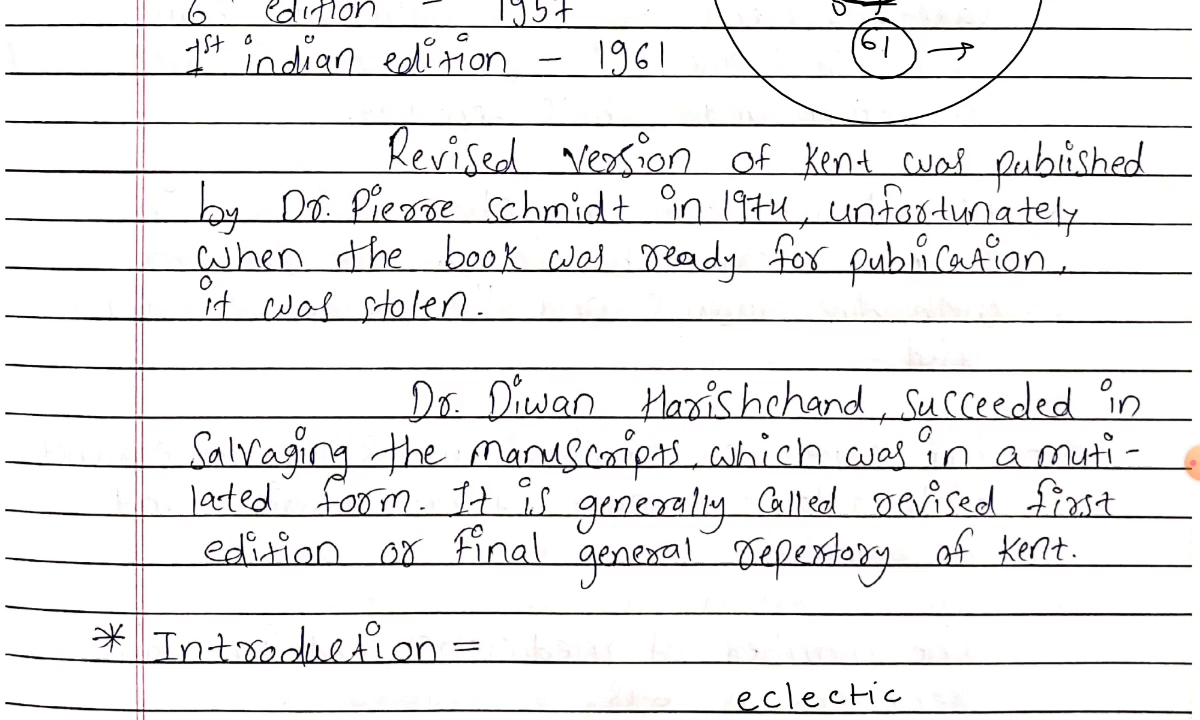 6 edition - 1957
1st indian edition - 1961
61 →
Revised version of Kent was published
by Dr. Pierre schmidt in 1974, unfortunately
when the book was ready for publication,
it was stolen.
Dr. Diwan Harishchand, succeeded in
Salvaging the manuscripts, which was in a muti-
lated form. It is generally called revised first
edition or final general repertory of Kent.
* Introduction =
eclectic